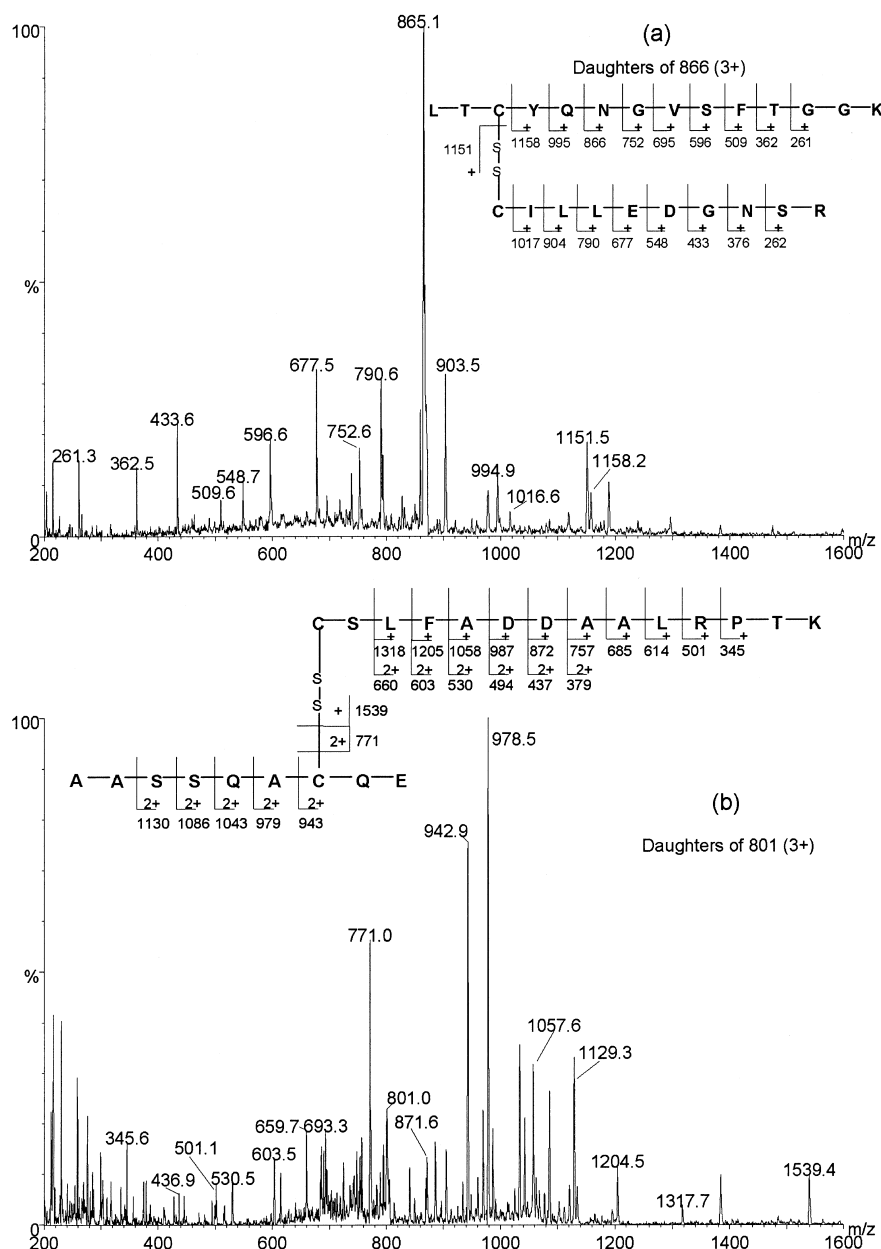 100
865.1
(a)
Daughters of 866 (3+)
L T C Y Q N G V S F T G G K
+ + + + + + + + +
1158 995 866 752 695 596 509 362 261
1151
+
S
S
C I L L E D G N S R
+ + + + + + + +
1017 904 790 677 548 433 376 262
%
677.5
790.6
903.5
433.6
596.6
752.6
261.3
362.5
509.6
548.7
994.9
1016.6
1151.5
1158.2
0
200 400 600 800 1000 1200 1400 1600 m/z
C S L F A D D A A L R P T K
+ + + + + + + + + +
1318 1205 1058 987 872 757 685 614 501 345
2+ 2+ 2+ 2+ 2+ 2+
660 603 530 494 437 379
S
S
+ 1539
2+ 771
100
A A S S Q A C Q E
2+ 2+ 2+ 2+ 2+
1130 1086 1043 979 943
978.5
(b)
942.9
Daughters of 801 (3+)
771.0
%
1057.6
1129.3
801.0
659.7
693.3
871.6
345.6
501.1
603.5
436.9
530.5
1204.5
1317.7
1539.4
0
200 400 600 800 1000 1200 1400 1600 m/z